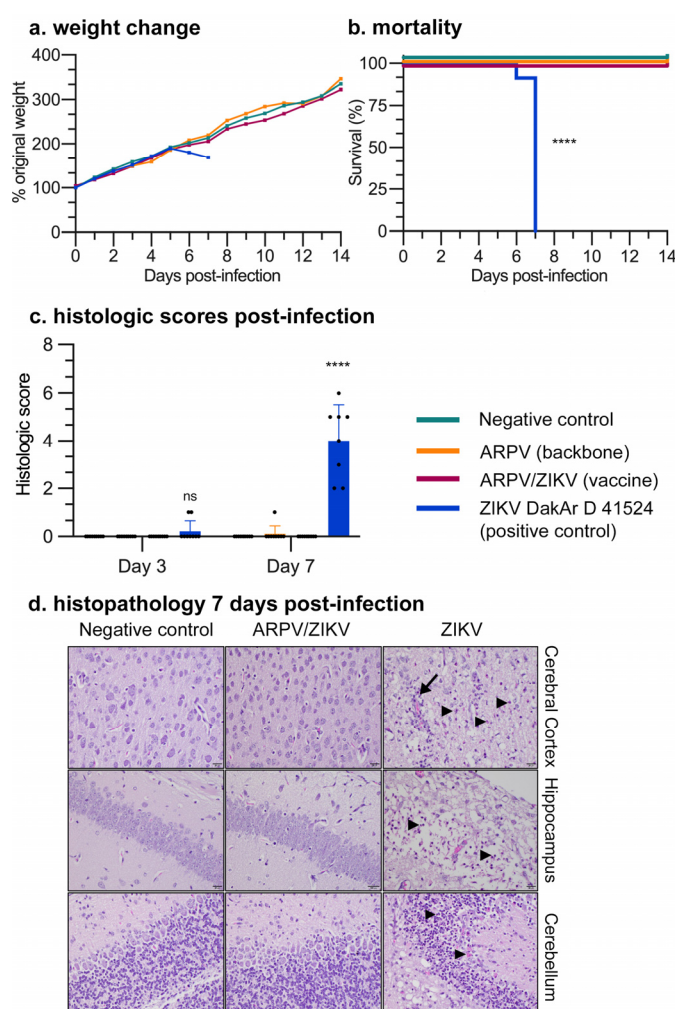 a. weight change
% original weight
400
300
200
100
0
0 2 4 6 8 10 12 14
Days post-infection
b. mortality
Survival (%)
100
75
50
25
0
****
0 2 4 6 8 10 12 14
Days post-infection
c. histologic scores post-infection
Histologic score
8
6
4
2
0
ns
****
Day 3 Day 7
Negative control
ARPV (backbone)
ARPV/ZIKV (vaccine)
ZIKV DakAr D 41524
(positive control)
d. histopathology 7 days post-infection
Negative control ARPV/ZIKV ZIKV
Cerebral Cortex
Hippocampus
Cerebellum